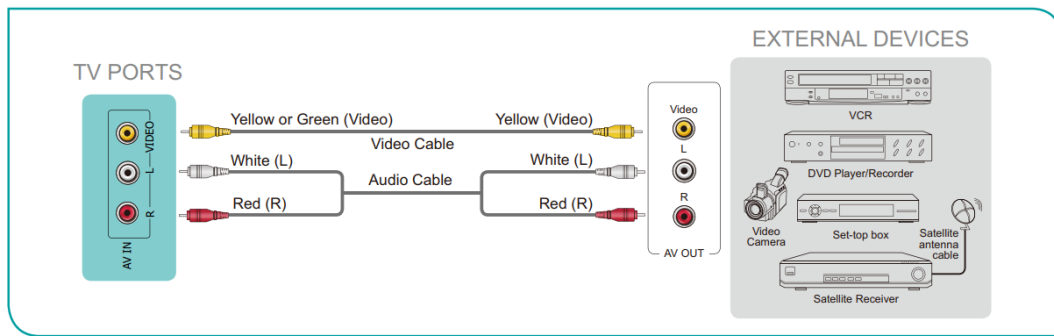 EXTERNAL DEVICES
TV PORTS
VIDEO
L
R
AV IN
Yellow or Green (Video)
Yellow (Video)
Video Cable
White (L)
White (L)
Audio Cable
Red (R)
Red (R)
Video
L
R
AV OUT
VCR
DVD Player/Recorder
Video
Camera
Set-top box
Satellite
antenna
cable
Satellite Receiver